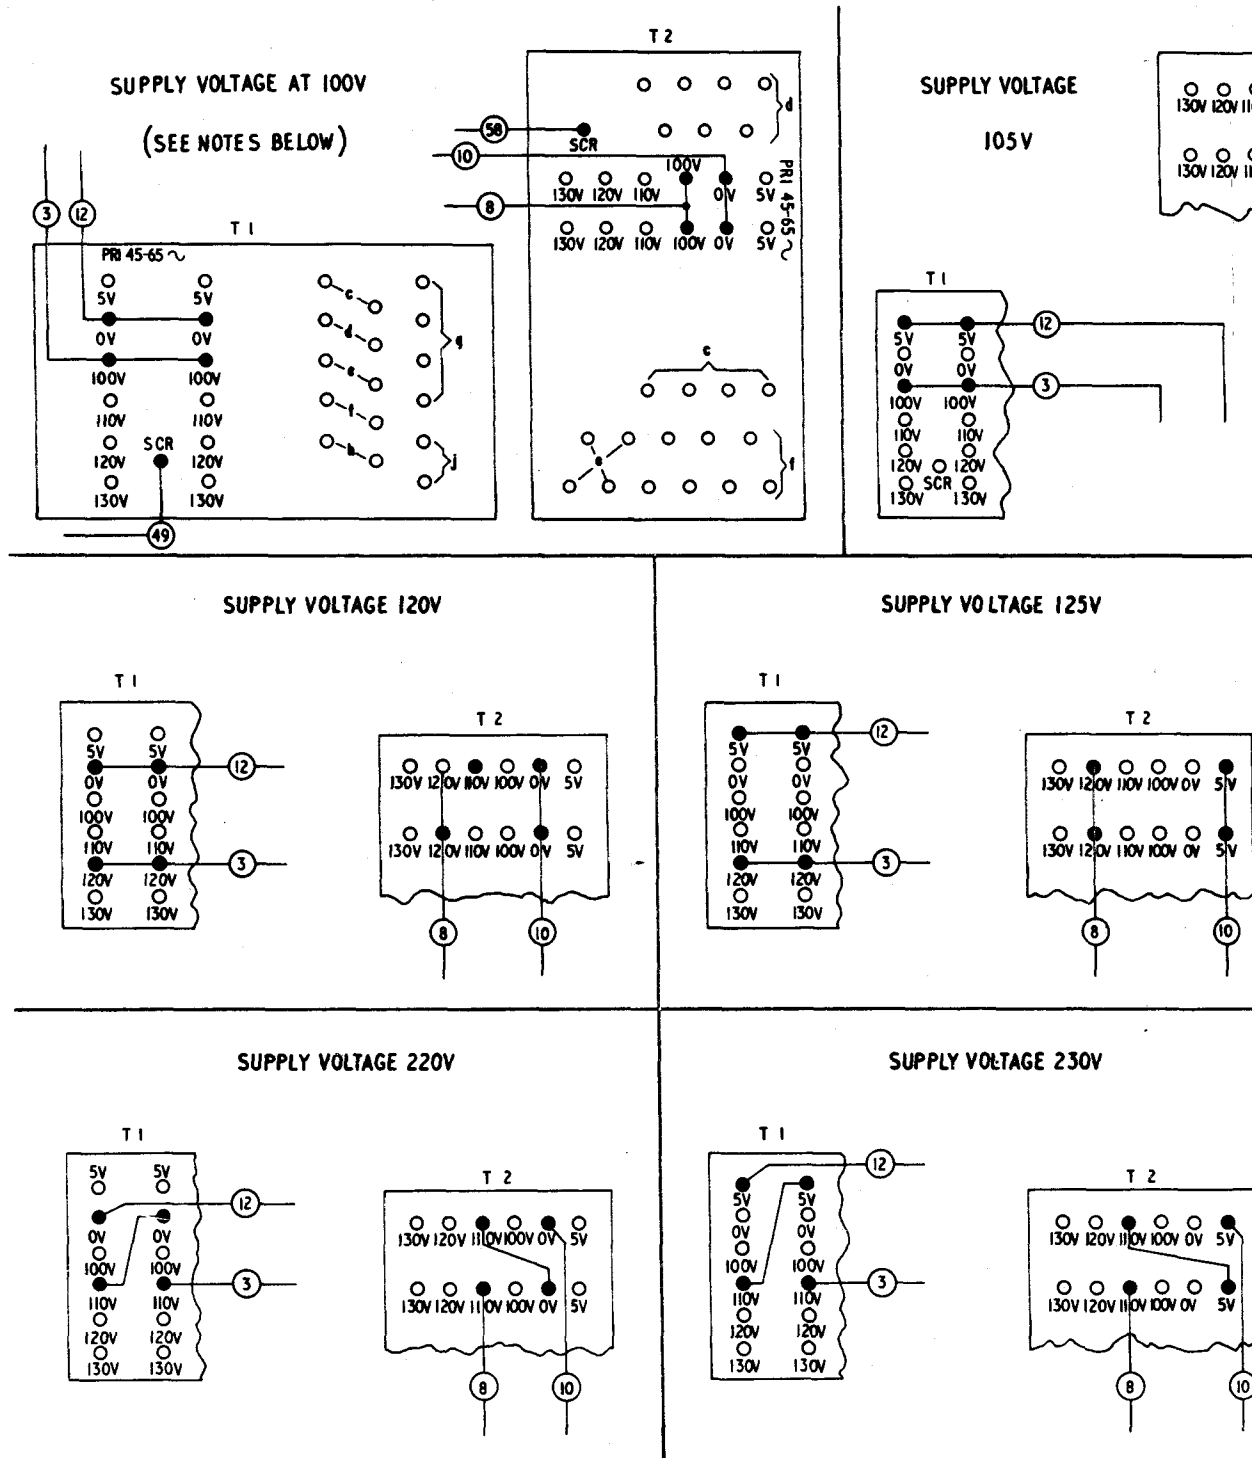 SUPPLY VOLTAGE AT 100V
(SEE NOTES BELOW)
3 12
T 1
PRI 45-65 ~
5V 5V
0V 0V
100V 100V
110V 110V
SCR
120V 120V
130V 130V
49
c
d
e
f
h
g
j
T 2
d
58
SCR
10
100V
130V 120V 110V 0V 5V
8
130V 120V 110V 100V 0V 5V
PRI 45-65 ~
c
e
f
SUPPLY VOLTAGE
105V
130V 120V 11
130V 120V 11
T 1
5V 5V
12
0V 0V
100V 100V
3
110V 110V
120V 120V
SCR
130V 130V
SUPPLY VOLTAGE 120V
T 1
5V 5V
12
0V 0V
100V 100V
110V 110V
3
120V 120V
130V 130V
T 2
130V 120V 110V 100V 0V 5V
130V 120V 110V 100V 0V 5V
8 10
SUPPLY VOLTAGE 125V
T 1
12
5V 5V
0V 0V
100V 100V
110V 110V
3
120V 120V
130V 130V
T 2
130V 120V 110V 100V 0V 5V
130V 120V 110V 100V 0V 5V
8 10
SUPPLY VOLTAGE 220V
T 1
5V 5V
12
0V 0V
100V 100V
3
110V 110V
120V 120V
130V 130V
T 2
130V 120V 110V 100V 0V 5V
130V 120V 110V 100V 0V 5V
8 10
SUPPLY VOLTAGE 230V
T 1
12
5V 5V
0V 0V
100V 100V
3
110V 110V
120V 120V
130V 130V
T 2
130V 120V 110V 100V 0V 5V
130V 120V 110V 100V 0V 5V
8 10